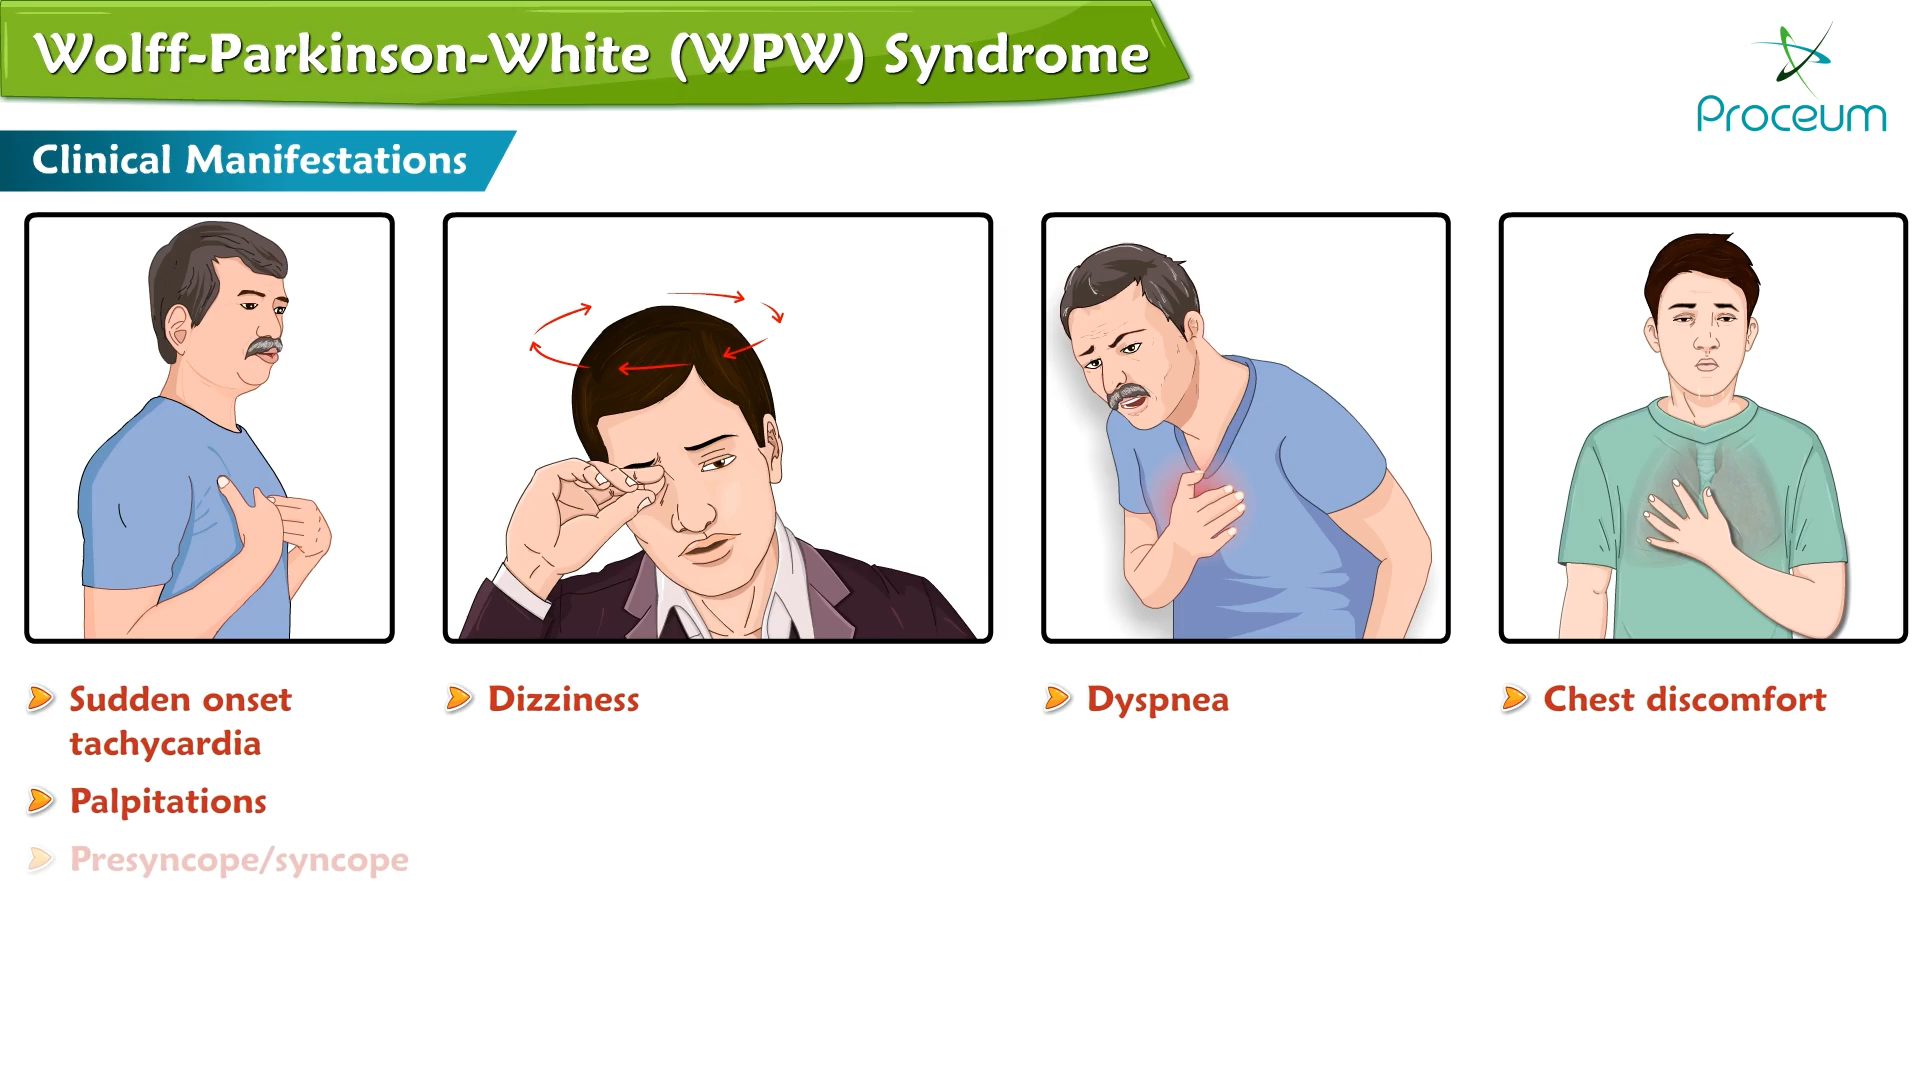 Wolff-Parkinson-White (WPW) Syndrome
Proceum
Clinical Manifestations
Sudden onset
tachycardia
Palpitations
Presyncope/syncope
Dizziness
Dyspnea
Chest discomfort